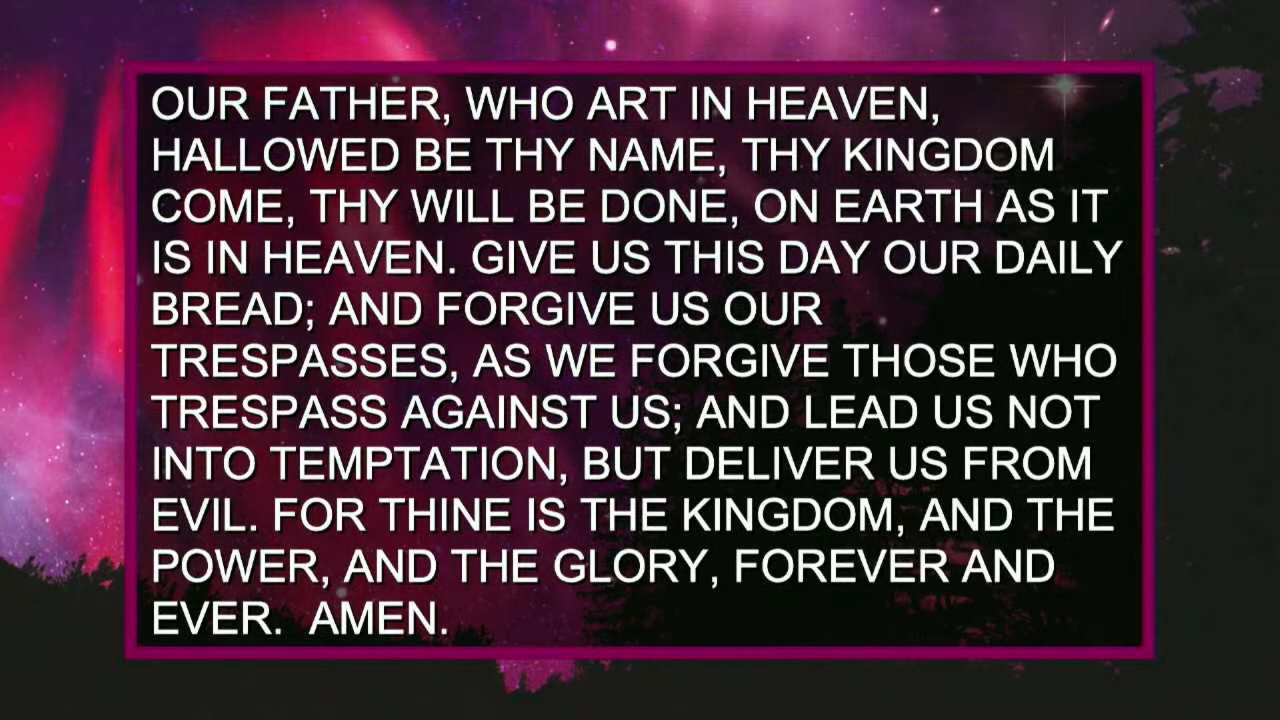 OUR FATHER, WHO ART IN HEAVEN,
HALLOWED BE THY NAME, THY KINGDOM
COME, THY WILL BE DONE, ON EARTH AS IT
IS IN HEAVEN. GIVE US THIS DAY OUR DAILY
BREAD; AND FORGIVE US OUR
TRESPASSES, AS WE FORGIVE THOSE WHO
TRESPASS AGAINST US; AND LEAD US NOT
INTO TEMPTATION, BUT DELIVER US FROM
EVIL. FOR THINE IS THE KINGDOM, AND THE
POWER, AND THE GLORY, FOREVER AND
EVER.  AMEN.